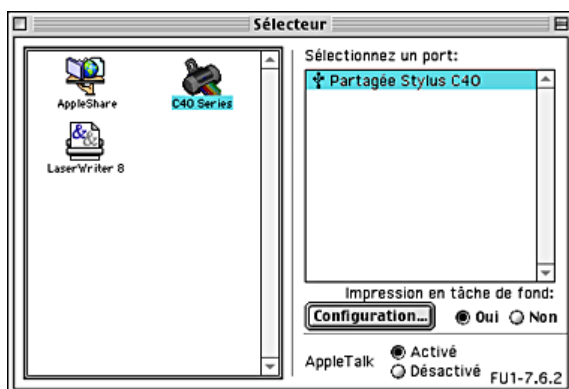 Sélecteur
AppleShare
C40 Series
LaserWriter 8
Sélectionnez un port:
Partagée Stylus C40
Impression en tâche de fond:
Configuration... Oui Non
AppleTalk Activé
Désactivé
FU1-7.6.2